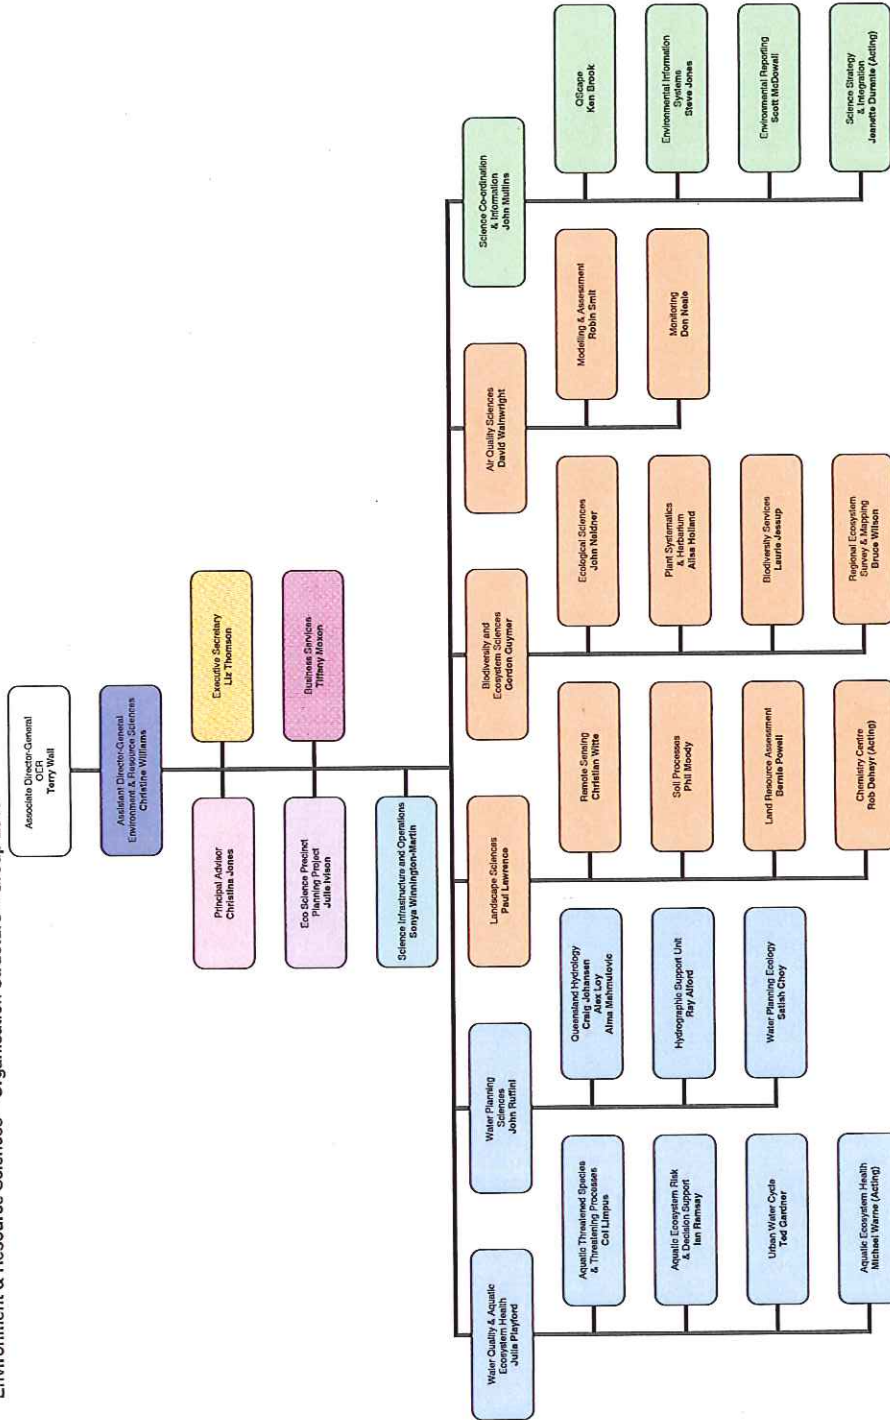 Environment & Resource Sciences - Organisation Structure
Associate Director-General
OCR
Terry Wall
Assistant Director-General
Environment & Resource Sciences
Christine Williams
Principal Advisor
Christina Jones
Executive Secretary
Liz Thomson
Eco Science Precinct
Planning Project
Julie Ivison
Business Services
Tiffany Moxon
Science Infrastructure and Operations
Sonya Winnington-Martin
Water Quality & Aquatic
Ecosystem Health
Julia Playford
Aquatic Threatened Species
& Threatening Processes
Col Limpus
Aquatic Ecosystem Risk
& Decision Support
Ian Ramsay
Urban Water Cycle
Ted Gardner
Aquatic Ecosystem Health
Michael Warne (Acting)
Water Planning
Sciences
John Ruffini
Queensland Hydrology
Craig Johansen
Alex Loy
Alma Mahmutovic
Hydrographic Support Unit
Ray Alford
Water Planning Ecology
Satish Choy
Landscape Sciences
Paul Lawrence
Remote Sensing
Christian Witte
Soil Processes
Phil Moody
Land Resource Assessment
Bernie Powell
Chemistry Centre
Rob Dehayr (Acting)
Biodiversity and
Ecosystem Sciences
Gordon Guymer
Ecological Sciences
John Neldner
Plant Systematics
& Herbarium
Ailsa Holland
Biodiversity Services
Laurie Jessup
Regional Ecosystem
Survey & Mapping
Bruce Wilson
Air Quality Sciences
David Wainwright
Modelling & Assessment
Robin Smit
Monitoring
Don Neale
Science Co-ordination
& Information
John Mullins
QScape
Ken Brook
Environmental Information
Systems
Steve Jones
Environmental Reporting
Scott McDowall
Science Strategy
& Integration
Jeanette Durante (Acting)